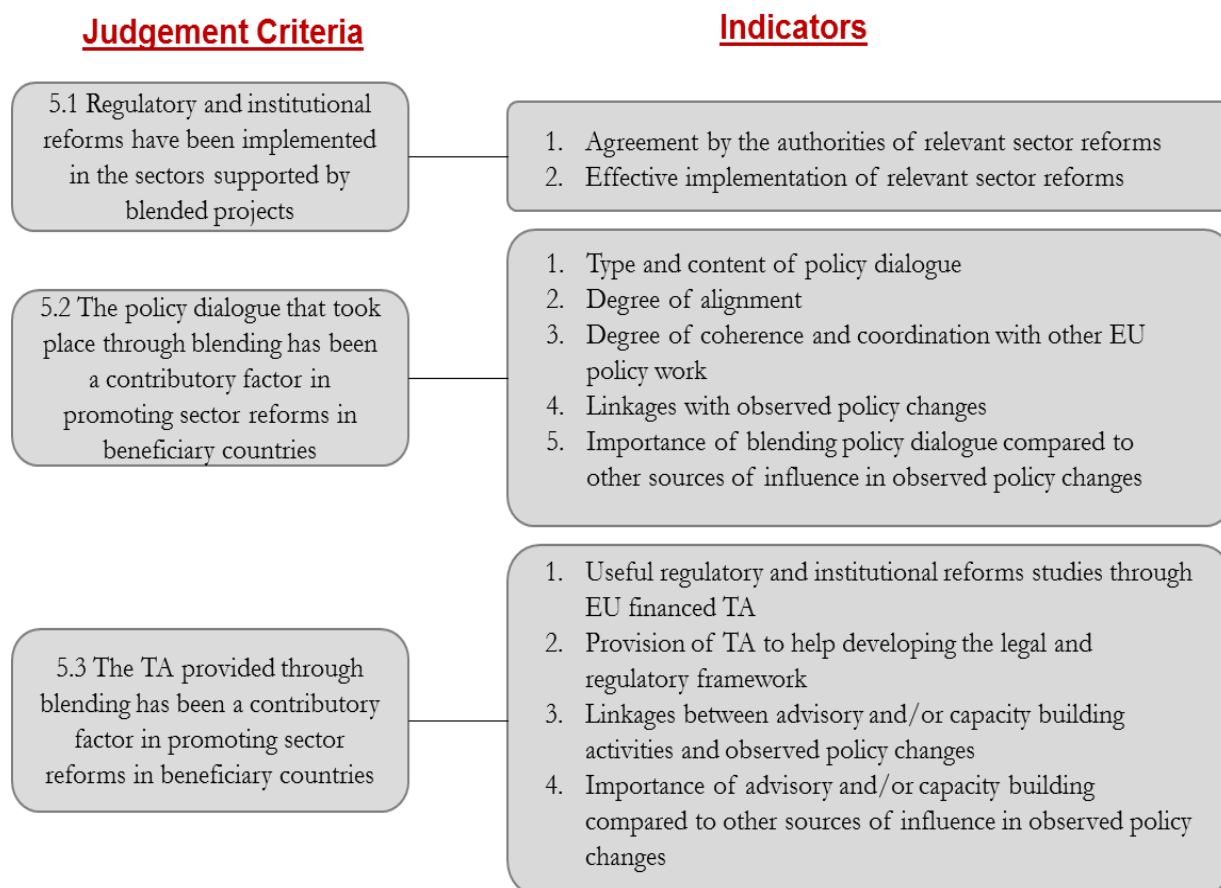 Judgement Criteria
Indicators
5.1 Regulatory and institutional
reforms have been implemented
in the sectors supported by
blended projects
1. Agreement by the authorities of relevant sector reforms
2. Effective implementation of relevant sector reforms
5.2 The policy dialogue that took
place through blending has been
a contributory factor in
promoting sector reforms in
beneficiary countries
1. Type and content of policy dialogue
2. Degree of alignment
3. Degree of coherence and coordination with other EU
policy work
4. Linkages with observed policy changes
5. Importance of blending policy dialogue compared to
other sources of influence in observed policy changes
5.3 The TA provided through
blending has been a contributory
factor in promoting sector
reforms in beneficiary countries
1. Useful regulatory and institutional reforms studies through
EU financed TA
2. Provision of TA to help developing the legal and
regulatory framework
3. Linkages between advisory and/or capacity building
activities and observed policy changes
4. Importance of advisory and/or capacity building
compared to other sources of influence in observed policy
changes